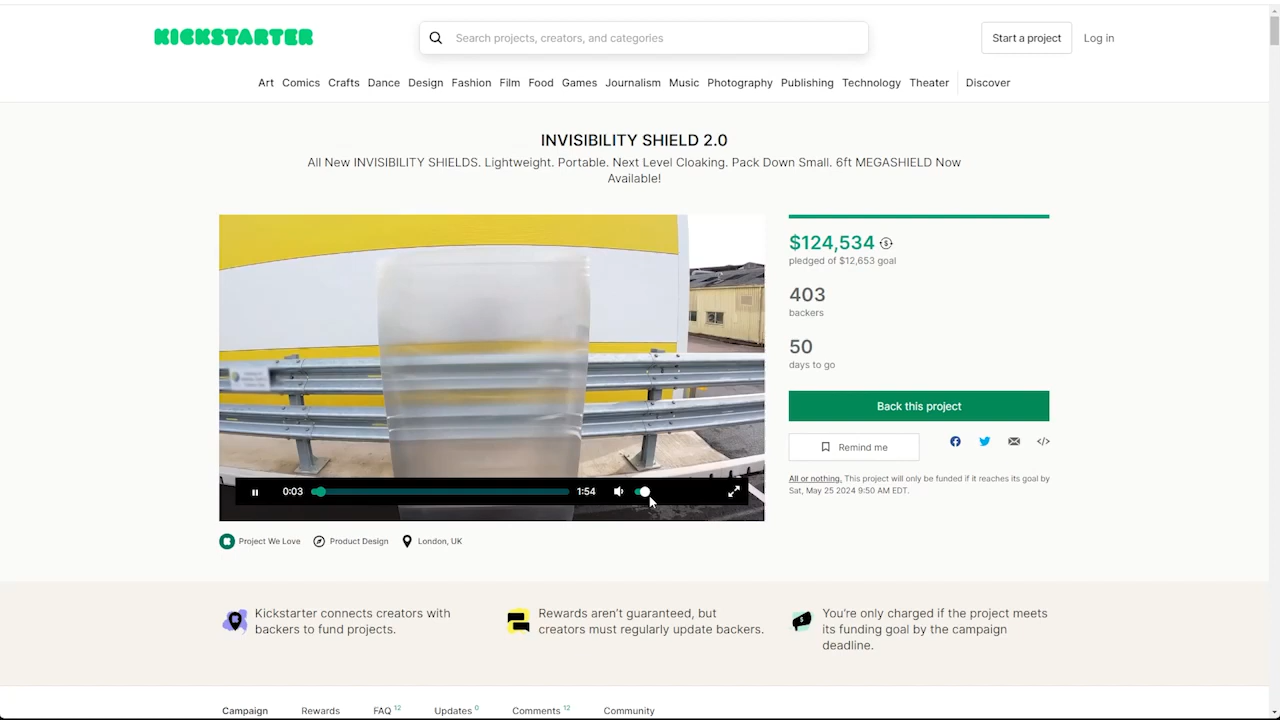 KICKSTARTER
Search projects, creators, and categories
Start a project
Log in
Art Comics Crafts Dance Design Fashion Film Food Games Journalism Music Photography Publishing Technology Theater Discover
INVISIBILITY SHIELD 2.0
All New INVISIBILITY SHIELDS. Lightweight. Portable. Next Level Cloaking. Pack Down Small. 6ft MEGASHIELD Now
Available!
$124,534
pledged of $12,653 goal
403
backers
50
days to go
Back this project
Remind me
All or nothing. This project will only be funded if it reaches its goal by
Sat, May 25 2024 9:50 AM EDT.
0:03
1:54
Project We Love
Product Design
London, UK
Kickstarter connects creators with
backers to fund projects.
Rewards aren't guaranteed, but
creators must regularly update backers.
You're only charged if the project meets
its funding goal by the campaign
deadline.
Campaign Rewards FAQ 12 Updates 0 Comments 12 Community